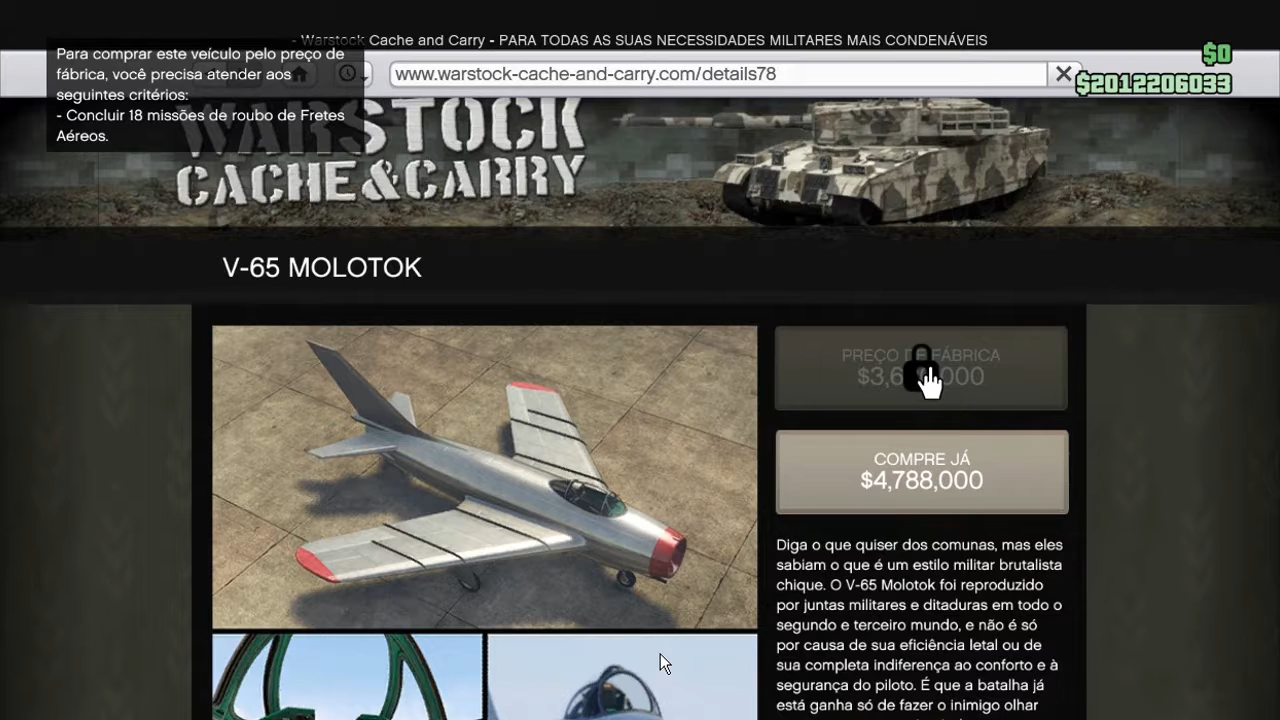 - Warstock Cache and Carry - PARA TODAS AS SUAS NECESSIDADES MILITARES MAIS CONDENÁVEIS
Para comprar este veículo pelo preço de
fábrica, você precisa atender aos
seguintes critérios:
- Concluir 18 missões de roubo de Fretes
Aéreos.
www.warstock-cache-and-carry.com/details78
$0
$2012206033
WARSTOCK
CACHE&CARRY
V-65 MOLOTOK
PREÇO DE FÁBRICA
COMPRE JÁ
$4,788,000
Diga o que quiser dos comunas, mas eles
sabiam o que é um estilo militar brutalista
chique. O V-65 Molotok foi reproduzido
por juntas militares e ditaduras em todo o
segundo e terceiro mundo, e não é só
por causa de sua eficiência letal ou de
sua completa indiferença ao conforto e à
segurança do piloto. É que a batalha já
está ganha só de fazer o inimigo olhar